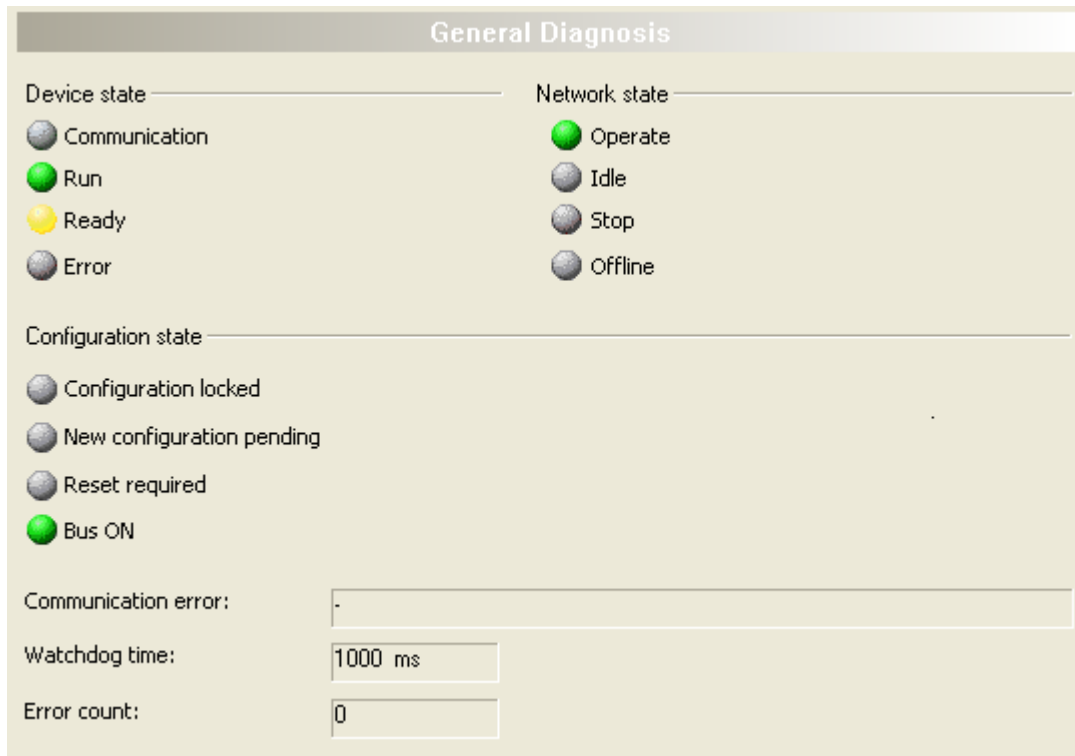 General Diagnosis
Device state
Communication
Run
Ready
Error
Network state
Operate
Idle
Stop
Offline
Configuration state
Configuration locked
New configuration pending
Reset required
Bus ON
Communication error: -
Watchdog time: 1000 ms
Error count: 0